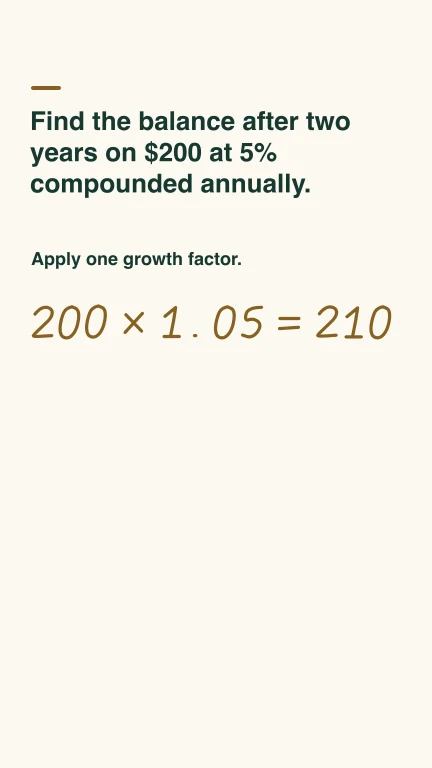 Find the balance after two
years on $200 at 5%
compounded annually.
Apply one growth factor.
200 × 1.05 = 210